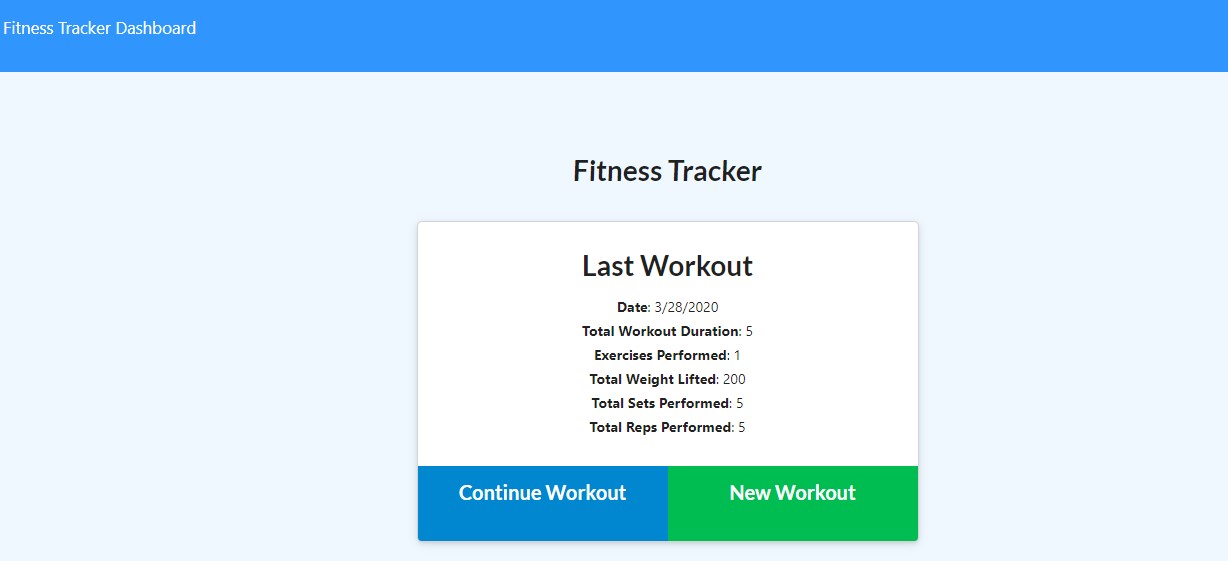 Fitness Tracker Dashboard
Fitness Tracker
Last Workout
Date: 3/28/2020
Total Workout Duration: 5
Exercises Performed: 1
Total Weight Lifted: 200
Total Sets Performed: 5
Total Reps Performed: 5
Continue Workout
New Workout